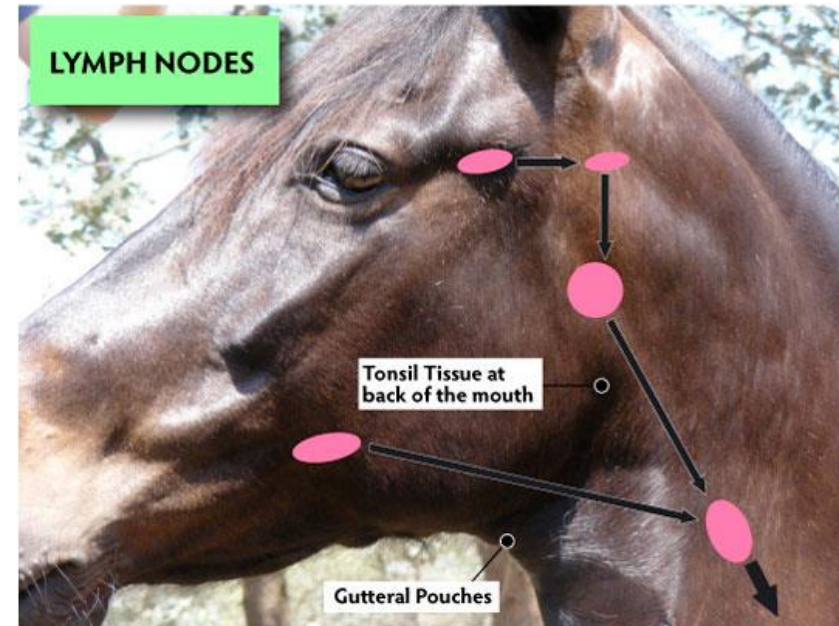 LYMPH NODES
Tonsil Tissue at
back of the mouth
Gutteral Pouches